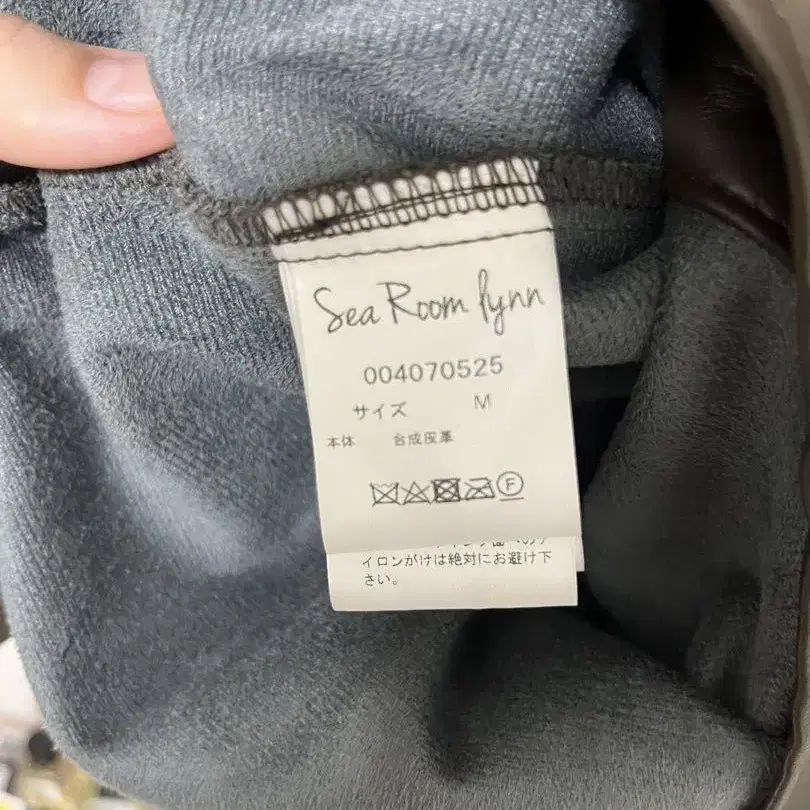 Sea Room lynn
004070525
サイズ M
本体 合成皮革
F
イロンがけは絶対にお避け下
さい。